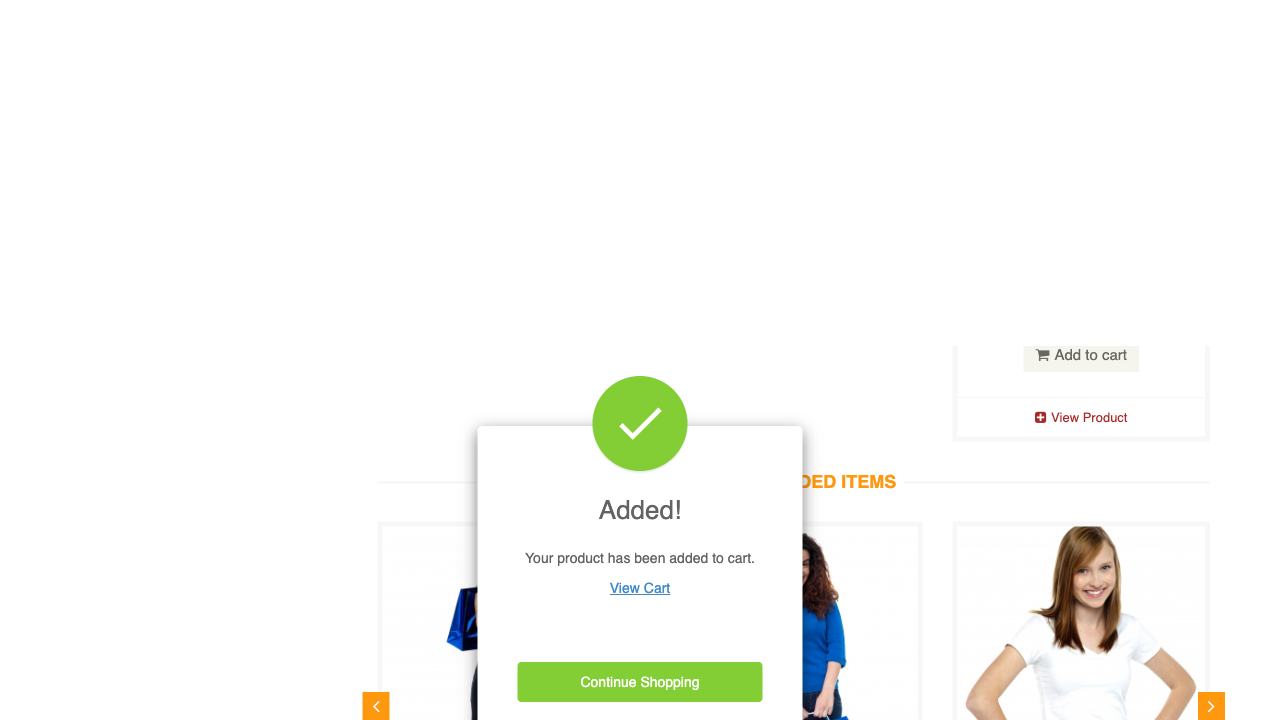 Add to cart
View Product
DED ITEMS
Added!
Your product has been added to cart.
View Cart
Continue Shopping